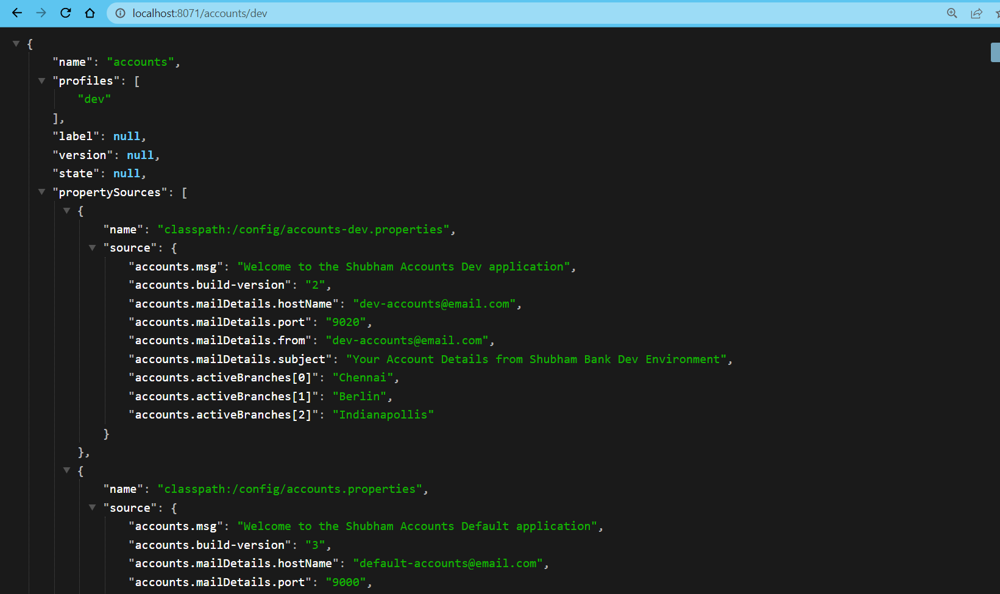 localhost:8071/accounts/dev
{
"name": "accounts",
"profiles": [
"dev"
],
"label": null,
"version": null,
"state": null,
"propertySources": [
{
"name": "classpath:/config/accounts-dev.properties",
"source": {
"accounts.msg": "Welcome to the Shubham Accounts Dev application",
"accounts.build-version": "2",
"accounts.mailDetails.hostName": "dev-accounts@email.com",
"accounts.mailDetails.port": "9020",
"accounts.mailDetails.from": "dev-accounts@email.com",
"accounts.mailDetails.subject": "Your Account Details from Shubham Bank Dev Environment",
"accounts.activeBranches[0]": "Chennai",
"accounts.activeBranches[1]": "Berlin",
"accounts.activeBranches[2]": "Indianapollis"
}
},
{
"name": "classpath:/config/accounts.properties",
"source": {
"accounts.msg": "Welcome to the Shubham Accounts Default application",
"accounts.build-version": "3",
"accounts.mailDetails.hostName": "default-accounts@email.com",
"accounts.mailDetails.port": "9000",